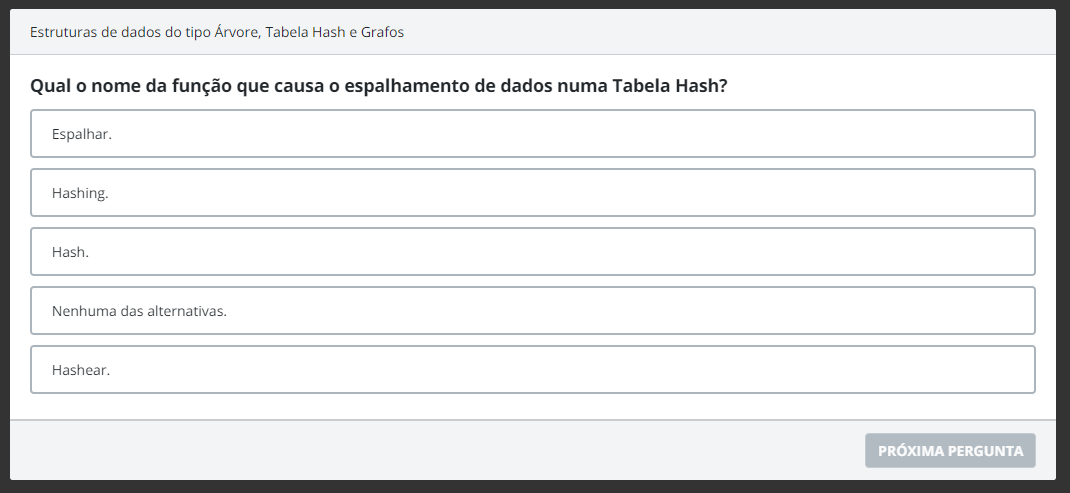 Estruturas de dados do tipo Árvore, Tabela Hash e Grafos
Qual o nome da função que causa o espalhamento de dados numa Tabela Hash?
Espalhar.
Hashing.
Hash.
Nenhuma das alternativas.
Hashear.
PRÓXIMA PERGUNTA